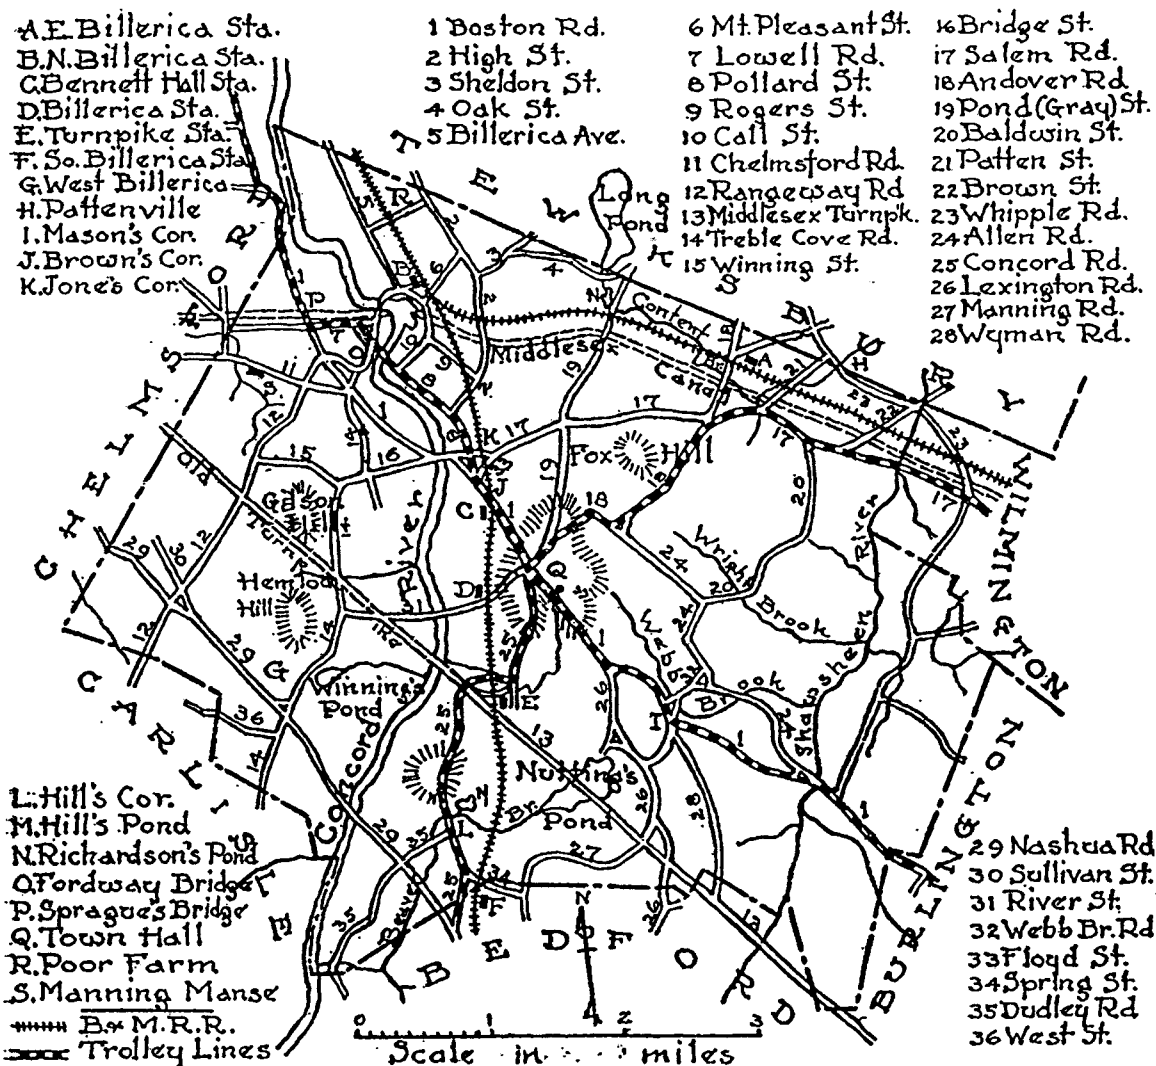 A.E.Billerica Sta.
B.N.Billerica Sta.
C.Bennett Hall Sta.
D.Billerica Sta.
E.Turnpike Sta.
F.So.Billerica Sta
G.West Billerica
H.Pattenville
I.Mason's Cor.
J.Brown's Cor.
K.Jone's Cor.
1 Boston Rd.
2 High St.
3 Sheldon St.
4 Oak St.
5 Billerica Ave.
6 Mt.Pleasant St.
7 Lowell Rd.
8 Pollard St.
9 Rogers St.
10 Call St.
11 Chelmsford Rd.
12 Rangeway Rd
13 Middlesex Turnpk.
14 Treble Cove Rd.
15 Winning St.
16 Bridge St.
17 Salem Rd.
18 Andover Rd
19 Pond(Gray)St.
20 Baldwin St.
21 Patten St.
22 Brown St.
23 Whipple Rd.
24 Allen Rd.
25 Concord Rd.
26 Lexington Rd.
27 Manning Rd.
28 Wyman Rd.
TEWKSBURY
Long
Pond
Content
Middlesex
Canal
CHELMSFORD
Fox Hill
Gilson
Hill
Old
Turnpike
Rd
River
Hemlock
Hill
Wright
Brook
River
Shawsheen
WILMINGTON
Webb
Brook
Winning's
Pond
Concord
Nutting's
Pond
Br.
Beaver
CARLISLE
BEDFORD
BURLINGTON
N
L.Hill's Cor.
M.Hill's Pond
N.Richardson's Pond
O.Fordway Bridge
P.Sprague's Bridge
Q.Town Hall
R.Poor Farm
S.Manning Manse
B&M.R.R.
Trolley Lines
29 Nashua Rd
30 Sullivan St.
31 River St.
32 Webb Br.Rd
33 Floyd St.
34 Spring St.
35 Dudley Rd
36 West St.
0 1 2 3
Scale in miles